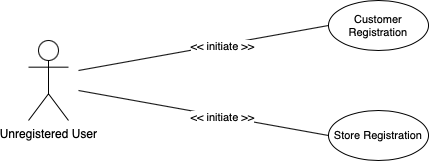 Customer
Registration
<< initiate >>
Unregistered User
<< initiate >>
Store Registration